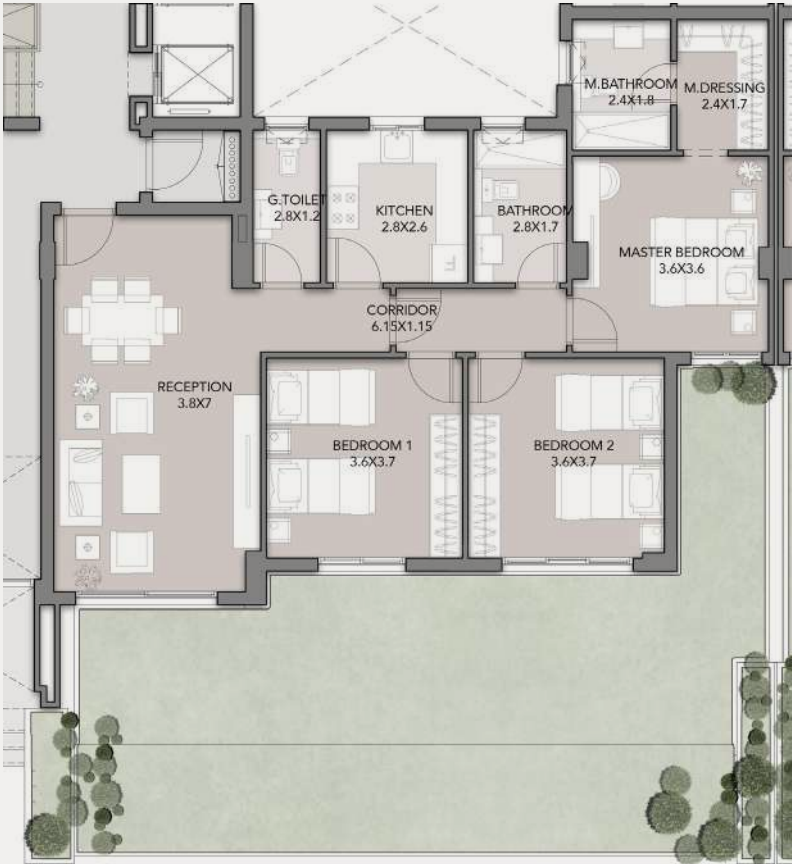 M.BATHROOM
2.4X1.8
M.DRESSING
2.4X1.7
G.TOILET
2.8X1.2
KITCHEN
2.8X2.6
BATHROOM
2.8X1.7
MASTER BEDROOM
3.6X3.6
CORRIDOR
6.15X1.15
RECEPTION
3.8X7
BEDROOM 1
3.6X3.7
BEDROOM 2
3.6X3.7